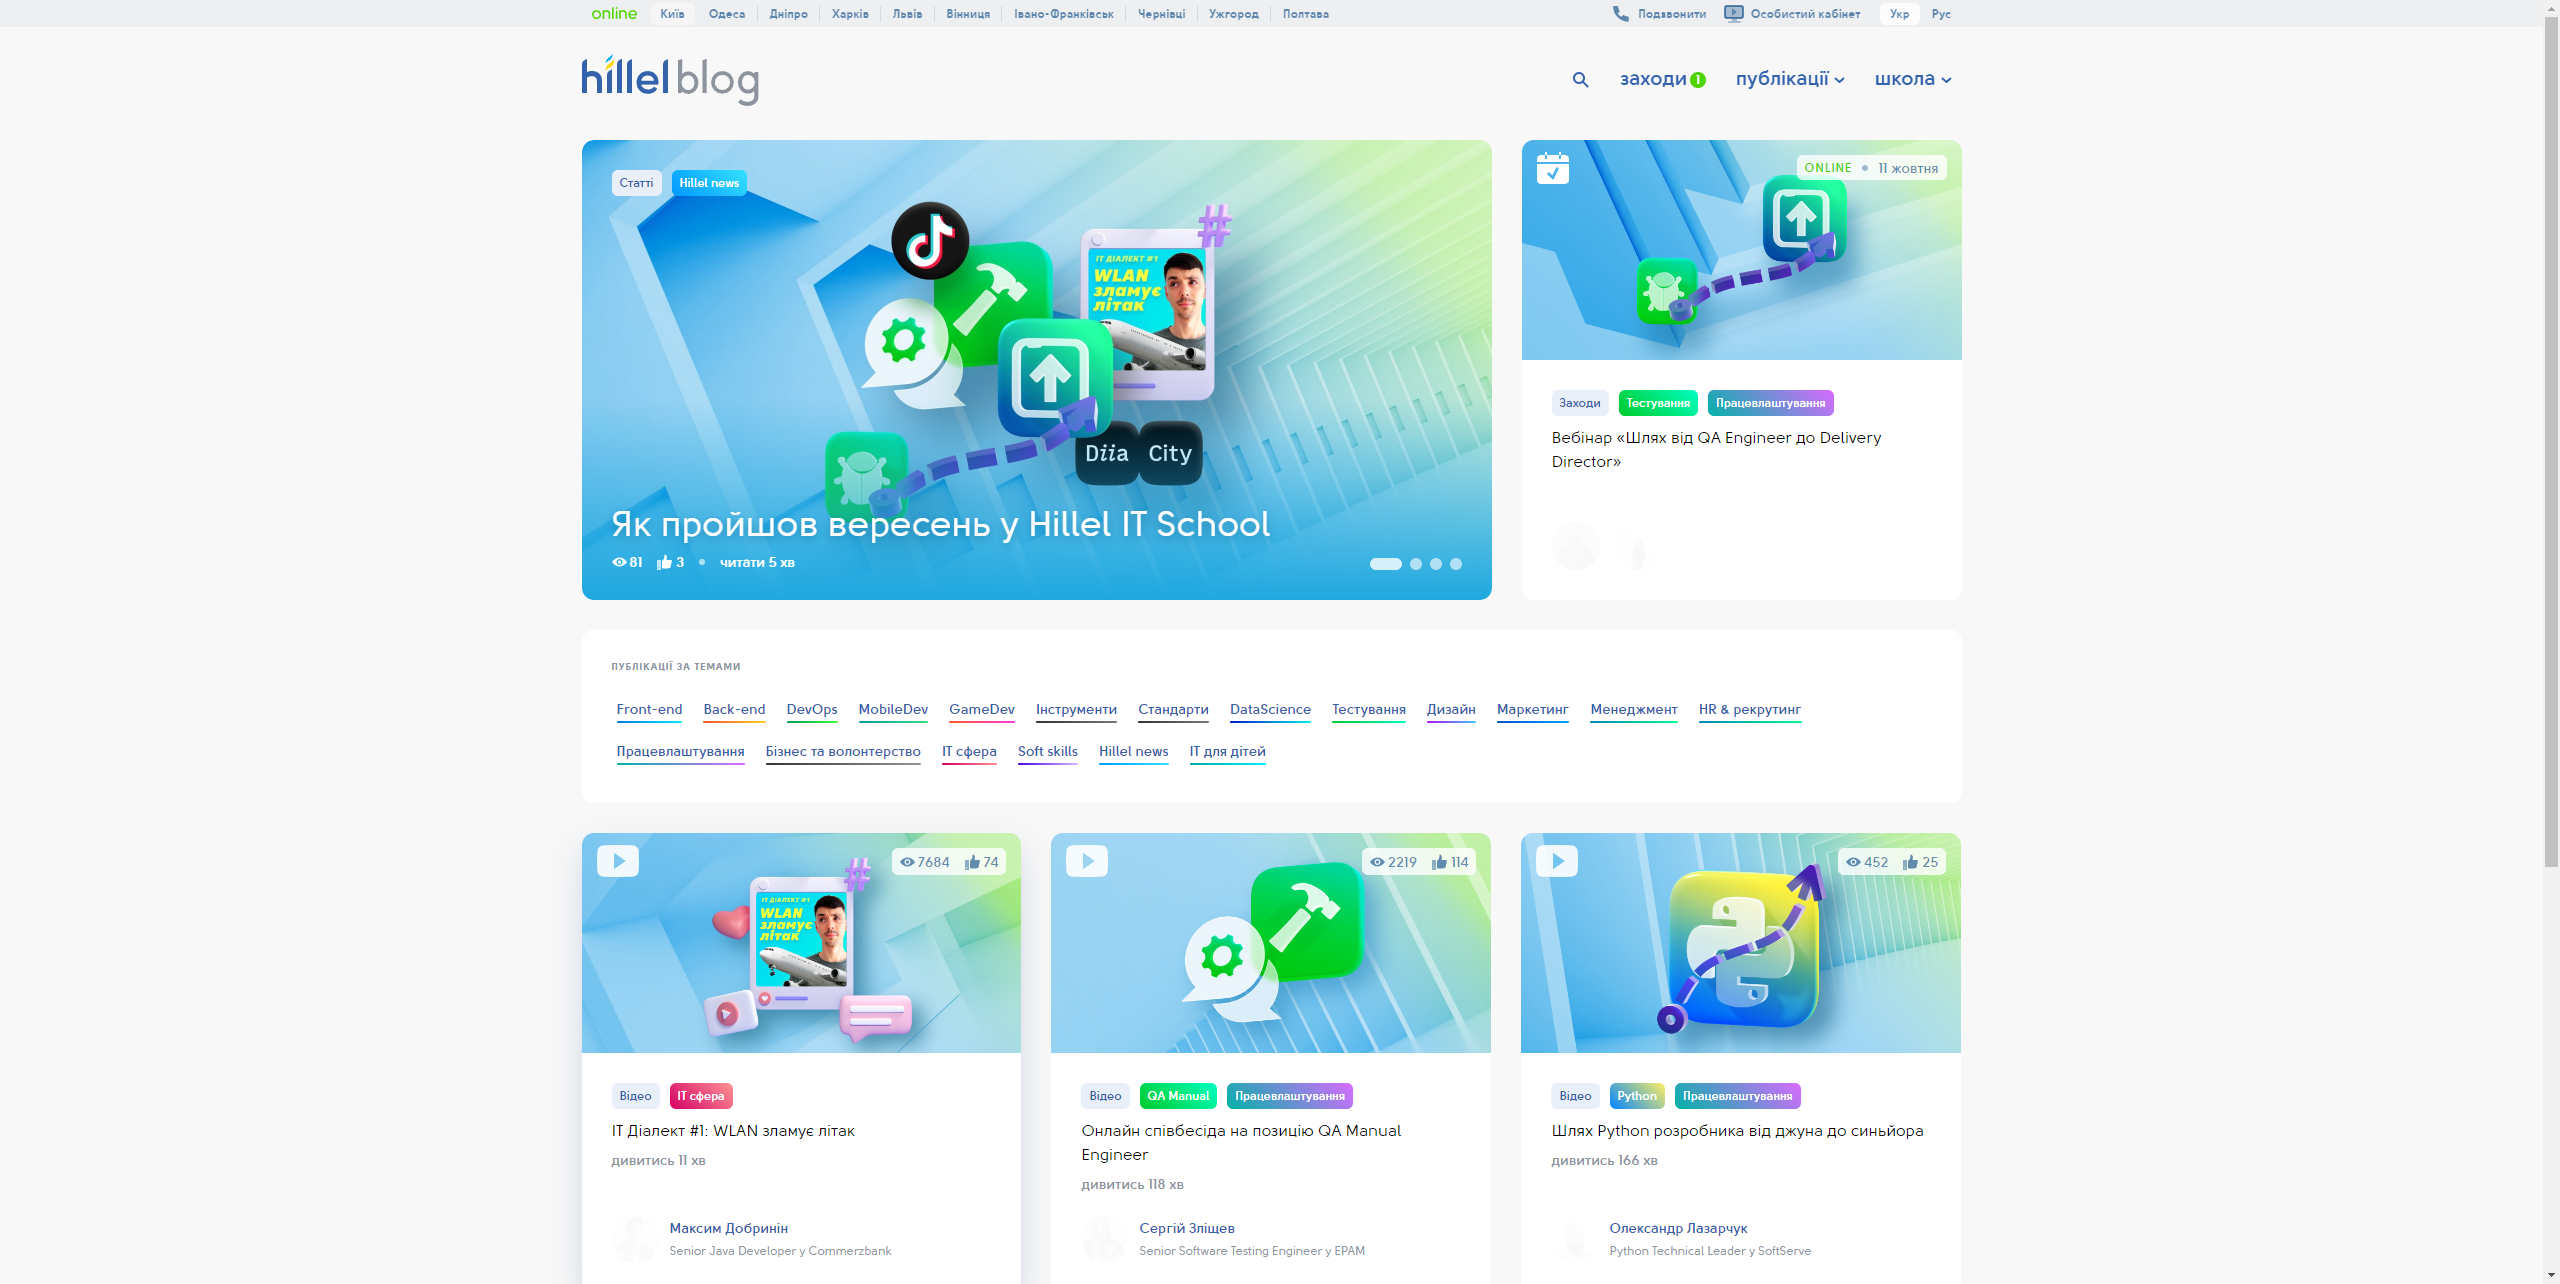 online Київ Одеса Дніпро Харків Львів Вінниця Івано-Франківськ Чернівці Ужгород Полтава Подзвонити Особистий кабінет Укр Рус
hillel blog
заходи 1 публікації школа
Статті Hillel news
#
ІТ ДІАЛЕКТ #1
WLAN
зламує
літак
Diia City
Як пройшов вересень у Hillel IT School
81 3 • читати 5 хв
ONLINE • 11 жовтня
Заходи Тестування Працевлаштування
Вебінар «Шлях від QA Engineer до Delivery
Director»
ПУБЛІКАЦІЇ ЗА ТЕМАМИ
Front-end Back-end DevOps MobileDev GameDev Інструменти Стандарти DataScience Тестування Дизайн Маркетинг Менеджмент HR & рекрутинг
Працевлаштування Бізнес та волонтерство ІТ сфера Soft skills Hillel news ІТ для дітей
7684 74
#
ІТ ДІАЛЕКТ #1
WLAN
зламує
літак
Відео ІТ сфера
ІТ Діалект #1: WLAN зламує літак
дивитись 11 хв
Максим Добринін
Senior Java Developer у Commerzbank
2219 114
Відео QA Manual Працевлаштування
Онлайн співбесіда на позицію QA Manual
Engineer
дивитись 118 хв
Сергій Зліщев
Senior Software Testing Engineer у EPAM
452 25
Відео Python Працевлаштування
Шлях Python розробника від джуна до синьйора
дивитись 166 хв
Олександр Лазарчук
Python Technical Leader у SoftServe